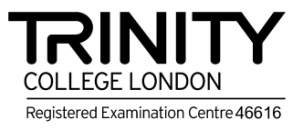 TRINITY
COLLEGE LONDON
Registered Examination Centre 46616